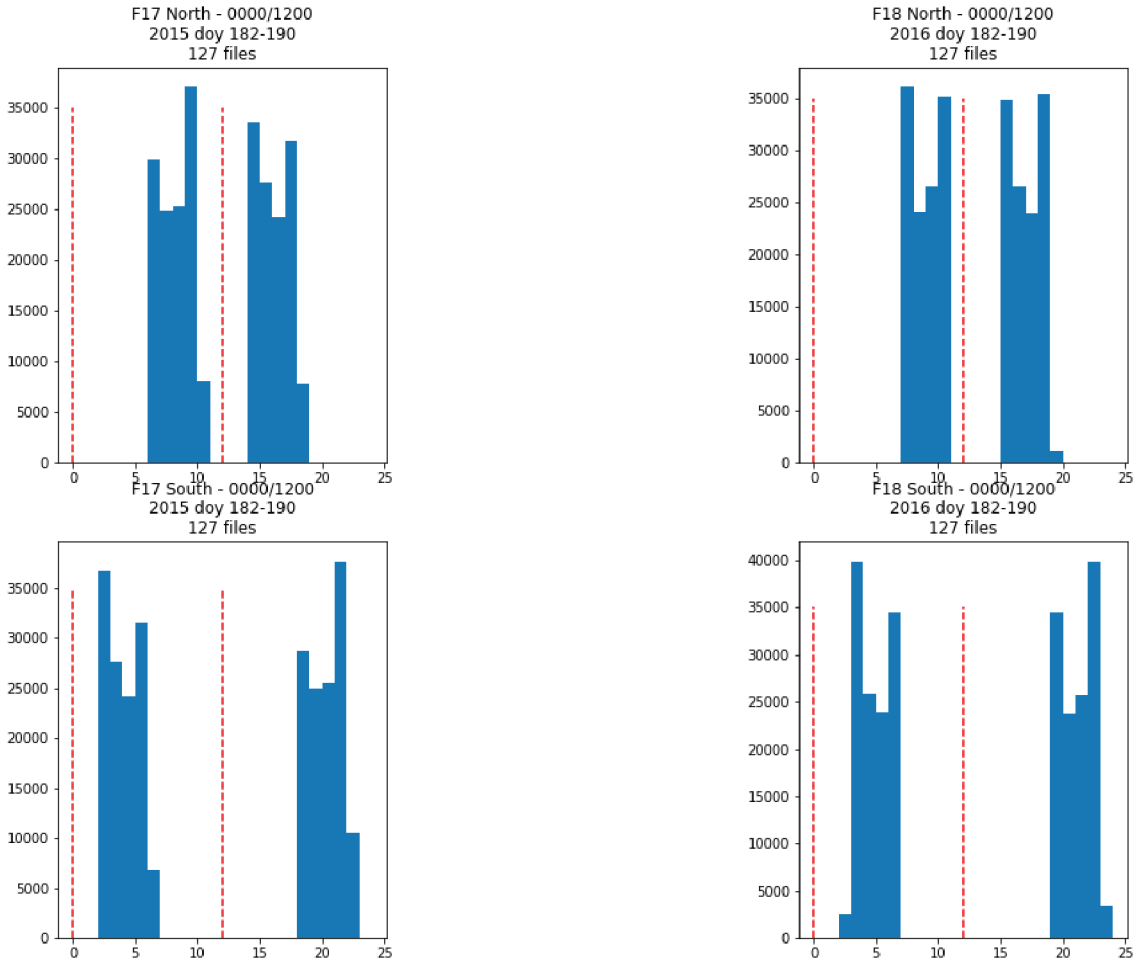 F17 North - 0000/1200
2015 doy 182-190
127 files
35000
30000
25000
20000
15000
10000
5000
0
0 5 10 15 20 25
F18 North - 0000/1200
2016 doy 182-190
127 files
35000
30000
25000
20000
15000
10000
5000
0
0 5 10 15 20 25
F17 South - 0000/1200
2015 doy 182-190
127 files
35000
30000
25000
20000
15000
10000
5000
0
0 5 10 15 20 25
F18 South - 0000/1200
2016 doy 182-190
127 files
40000
35000
30000
25000
20000
15000
10000
5000
0
0 5 10 15 20 25